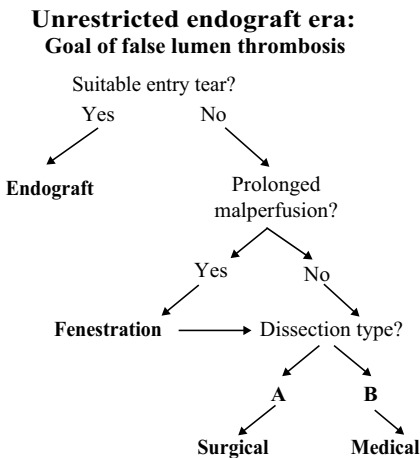 Unrestricted endograft era:
Goal of false lumen thrombosis
Suitable entry tear?
Yes No
Endograft
Prolonged
malperfusion?
Yes No
Fenestration Dissection type?
A B
Surgical Medical